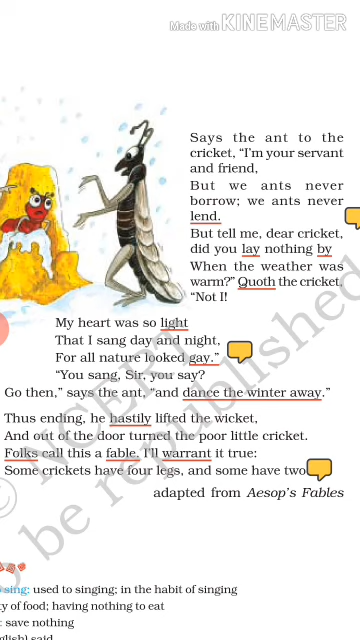 Made with KINEMASTER
Says the ant to the
cricket, “I’m your servant
and friend,
But we ants never
borrow; we ants never
lend.
But tell me, dear cricket,
did you lay nothing by
When the weather was
warm?” Quoth the cricket,
“Not I!
My heart was so light
That I sang day and night,
For all nature looked gay.”
“You sang, Sir, you say?
Go then,” says the ant, “and dance the winter away.”
Thus ending, he hastily lifted the wicket,
And out of the door turned the poor little cricket.
Folks call this a fable. I’ll warrant it true:
Some crickets have four legs, and some have two.
adapted from Aesop’s Fables
© NCERT
be republished
sing: used to singing; in the habit of singing
of food; having nothing to eat
: save nothing
said